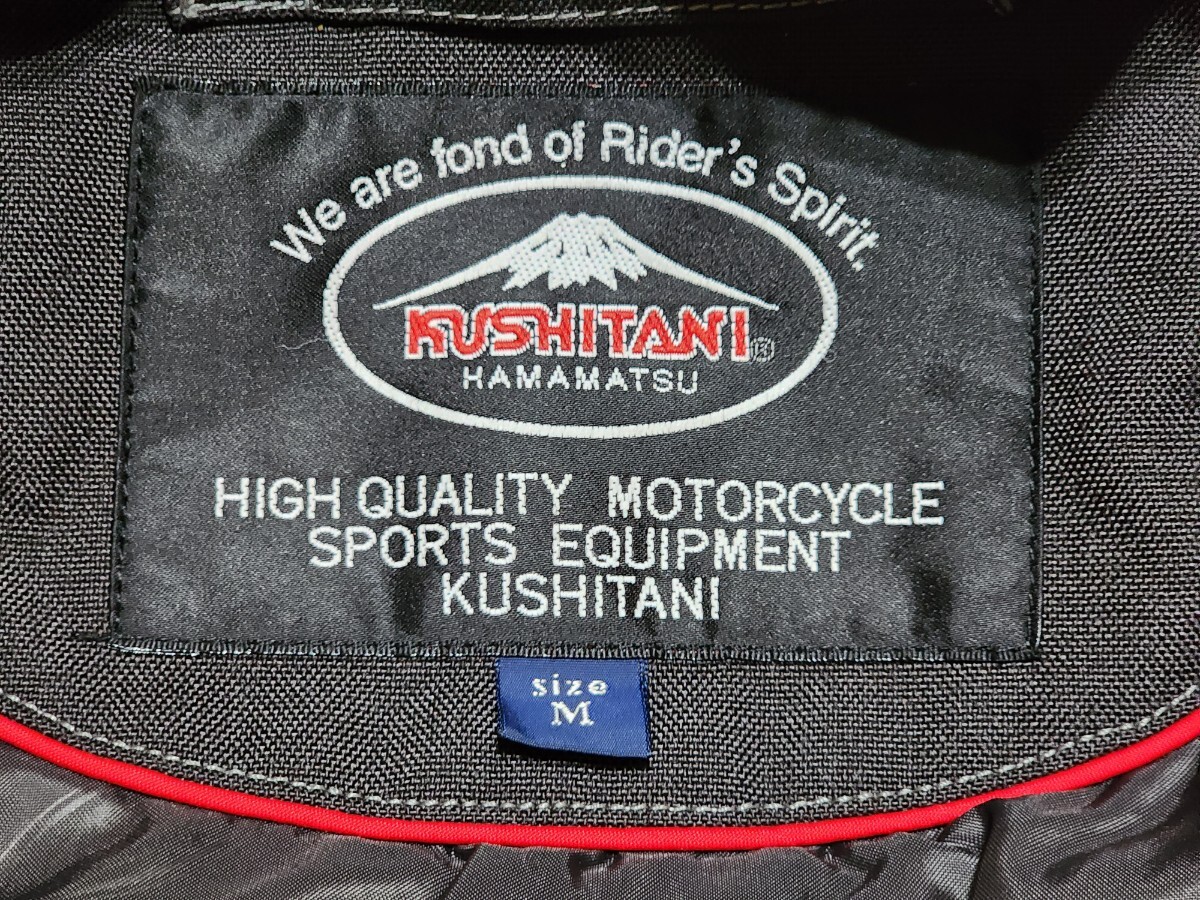 We are fond of Rider's Spirit.
KUSHITANI®
HAMAMATSU
HIGH QUALITY MOTORCYCLE
SPORTS EQUIPMENT
KUSHITANI
size
M